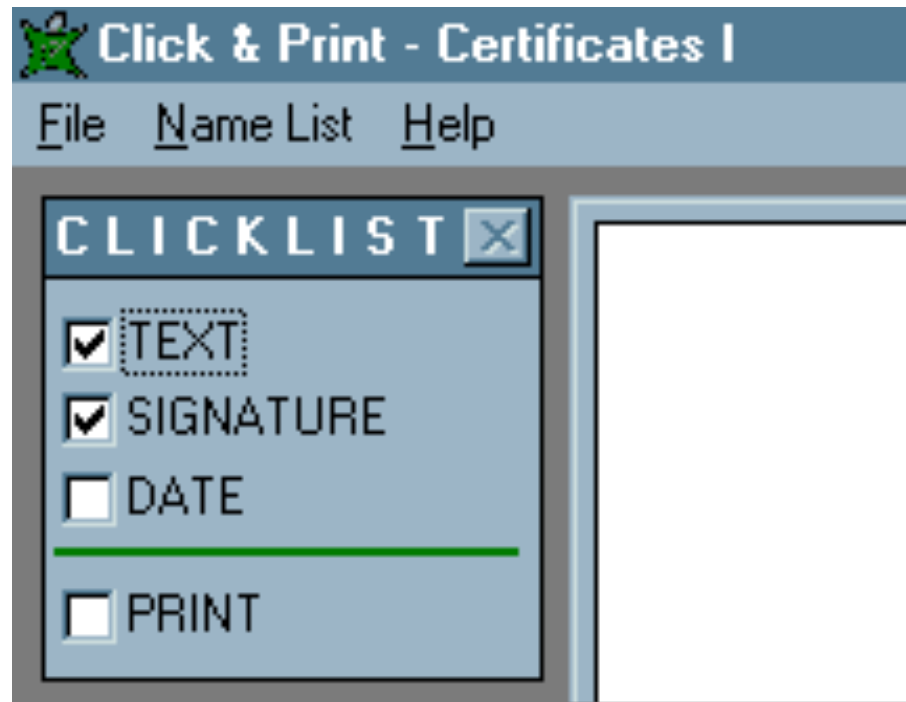 Click & Print - Certificates I
File Name List Help
CLICKLIST
TEXT
SIGNATURE
DATE
PRINT